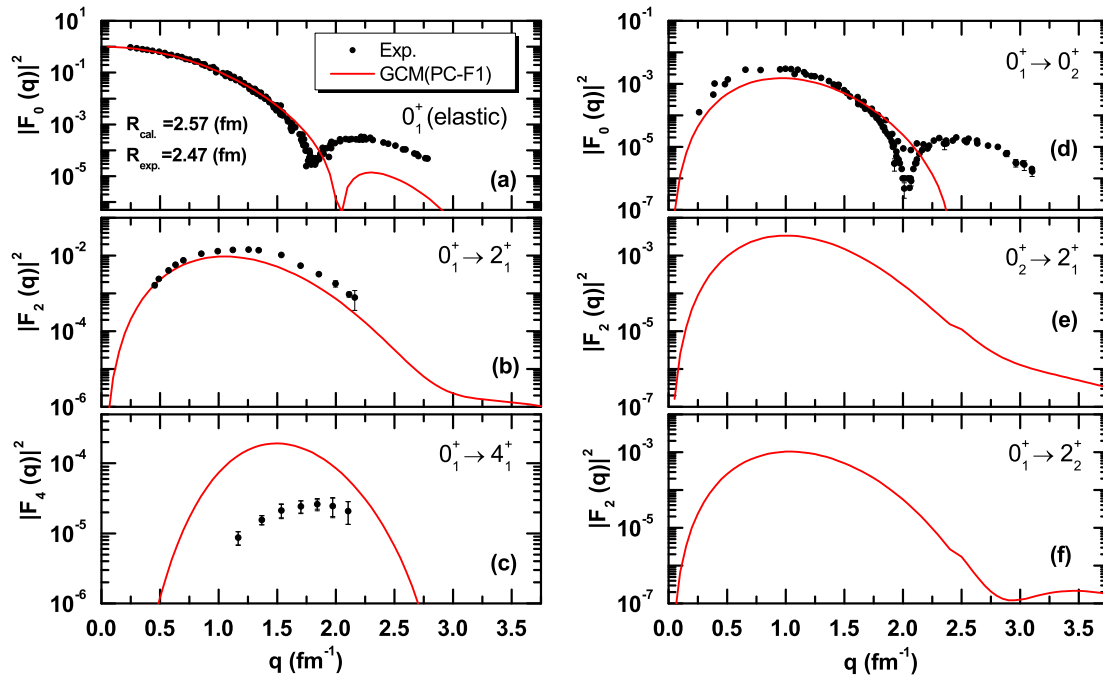 10^1
10^-1
10^-3
10^-5
|F_0 (q)|^2
Exp.
GCM(PC-F1)
0_1^+ (elastic)
R_cal. =2.57 (fm)
R_exp. =2.47 (fm)
(a)
10^-2
10^-4
10^-6
|F_2 (q)|^2
0_1^+ → 2_1^+
(b)
10^-4
10^-5
10^-6
|F_4 (q)|^2
0_1^+ → 4_1^+
(c)
0.0 0.5 1.0 1.5 2.0 2.5 3.0 3.5
q (fm^-1)
10^-1
10^-3
10^-5
10^-7
|F_0 (q)|^2
0_1^+ → 0_2^+
(d)
10^-3
10^-5
10^-7
|F_2 (q)|^2
0_2^+ → 2_1^+
(e)
10^-3
10^-5
10^-7
|F_2 (q)|^2
0_1^+ → 2_2^+
(f)
0.0 0.5 1.0 1.5 2.0 2.5 3.0 3.5
q (fm^-1)